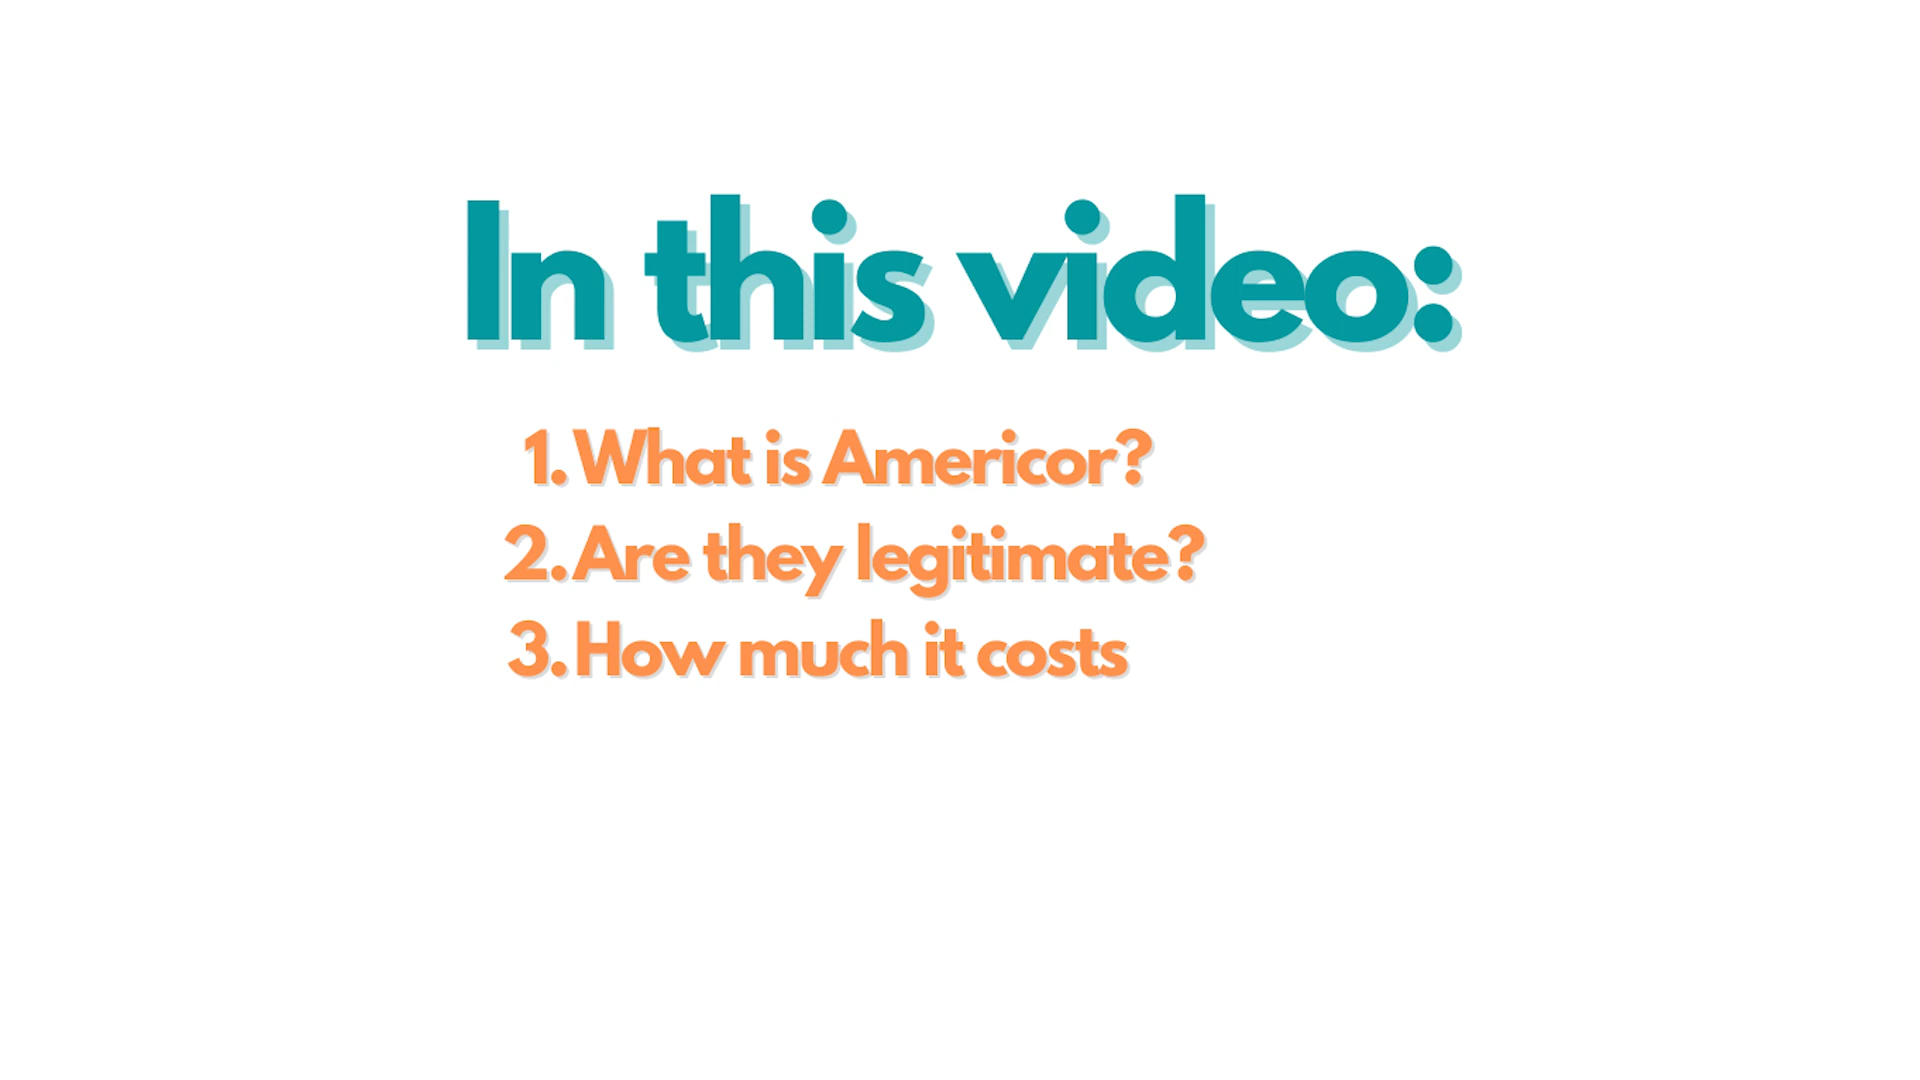 In this video:
1. What is Americor?
2. Are they legitimate?
3. How much it costs